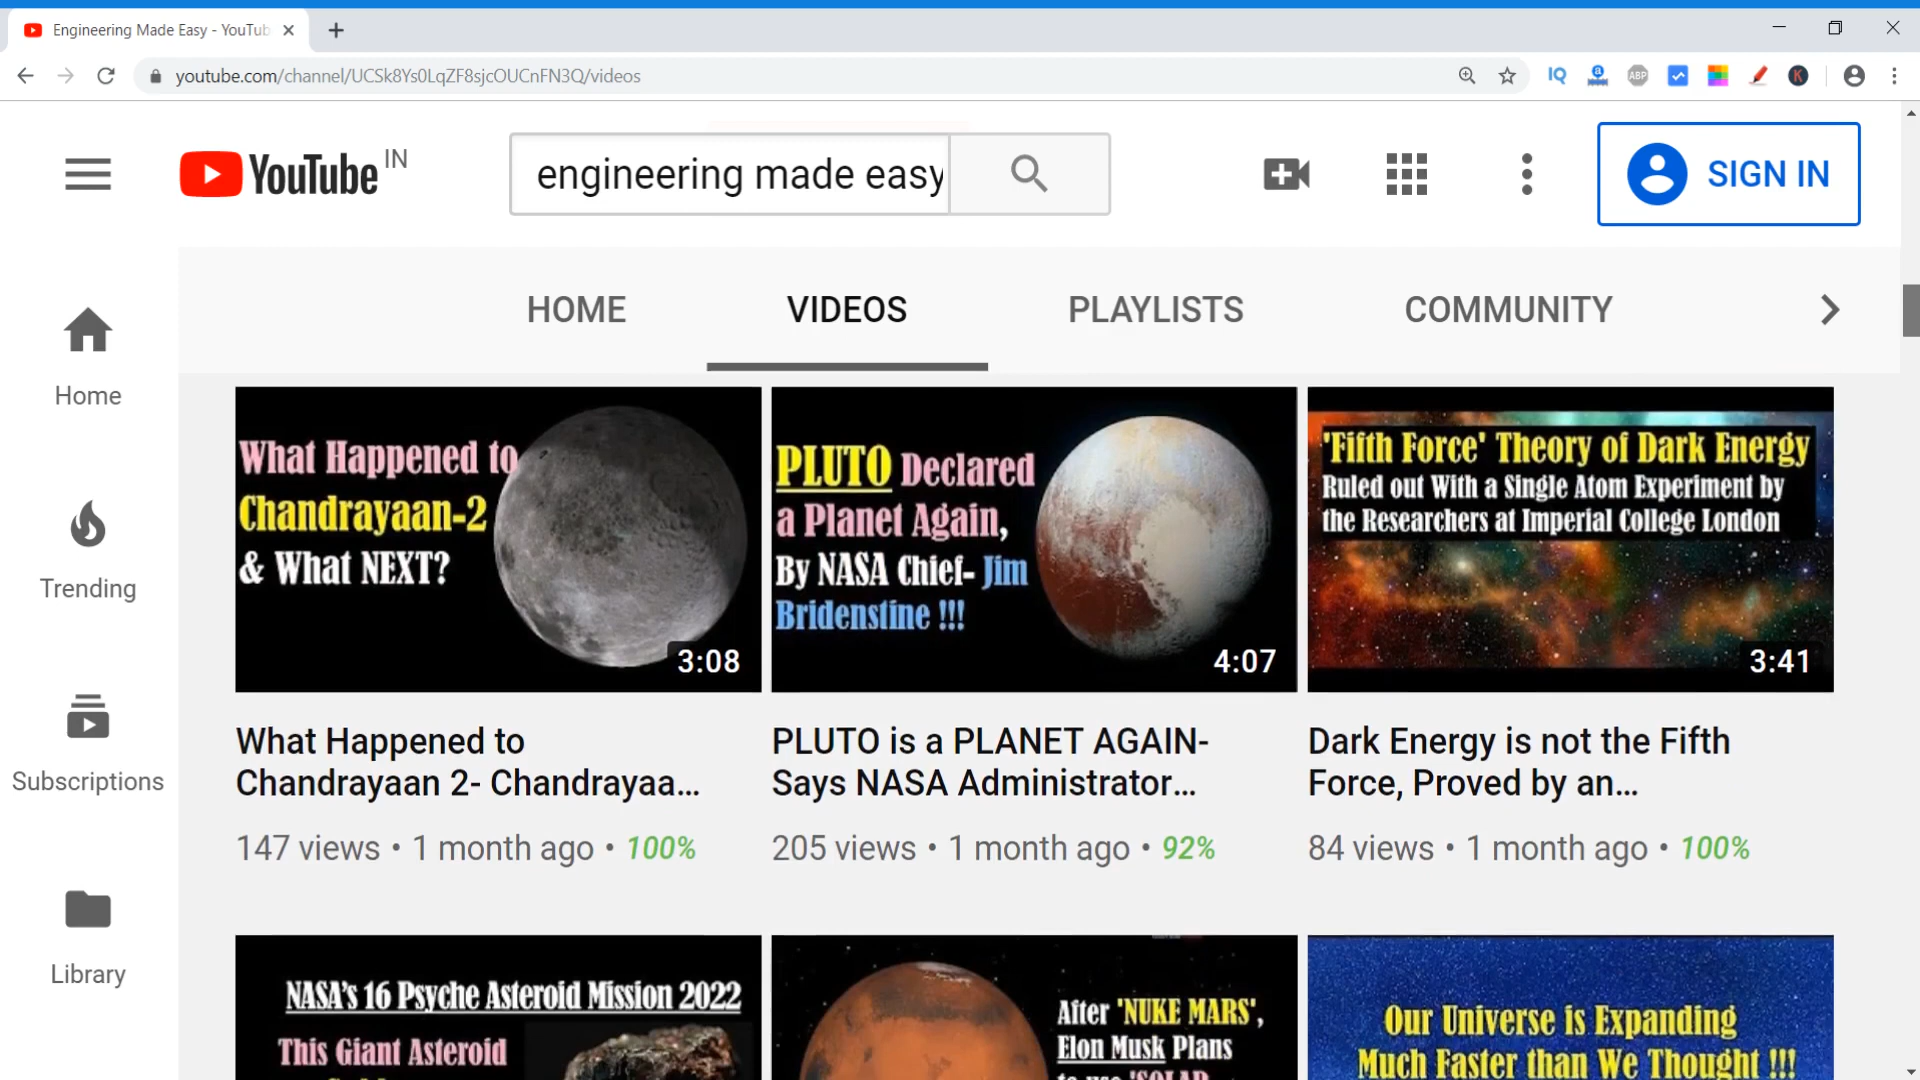 Engineering Made Easy - YouTub
youtube.com/channel/UCSk8Ys0LqZF8sjcOUCnFN3Q/videos
IQ
a
ABP
K
YouTube IN
engineering made easy
SIGN IN
HOME
VIDEOS
PLAYLISTS
COMMUNITY
Home
Trending
Subscriptions
Library
What Happened to
Chandrayaan-2
& What NEXT?
3:08
PLUTO Declared
a Planet Again,
By NASA Chief- Jim
Bridenstine !!!
4:07
'Fifth Force' Theory of Dark Energy
Ruled out With a Single Atom Experiment by
the Researchers at Imperial College London
3:41
What Happened to
Chandrayaan 2- Chandrayaa...
147 views • 1 month ago • 100%
PLUTO is a PLANET AGAIN-
Says NASA Administrator...
205 views • 1 month ago • 92%
Dark Energy is not the Fifth
Force, Proved by an...
84 views • 1 month ago • 100%
NASA's 16 Psyche Asteroid Mission 2022
This Giant Asteroid
After 'NUKE MARS',
Elon Musk Plans
to use 'SOLAR
Our Universe is Expanding
Much Faster than We Thought !!!